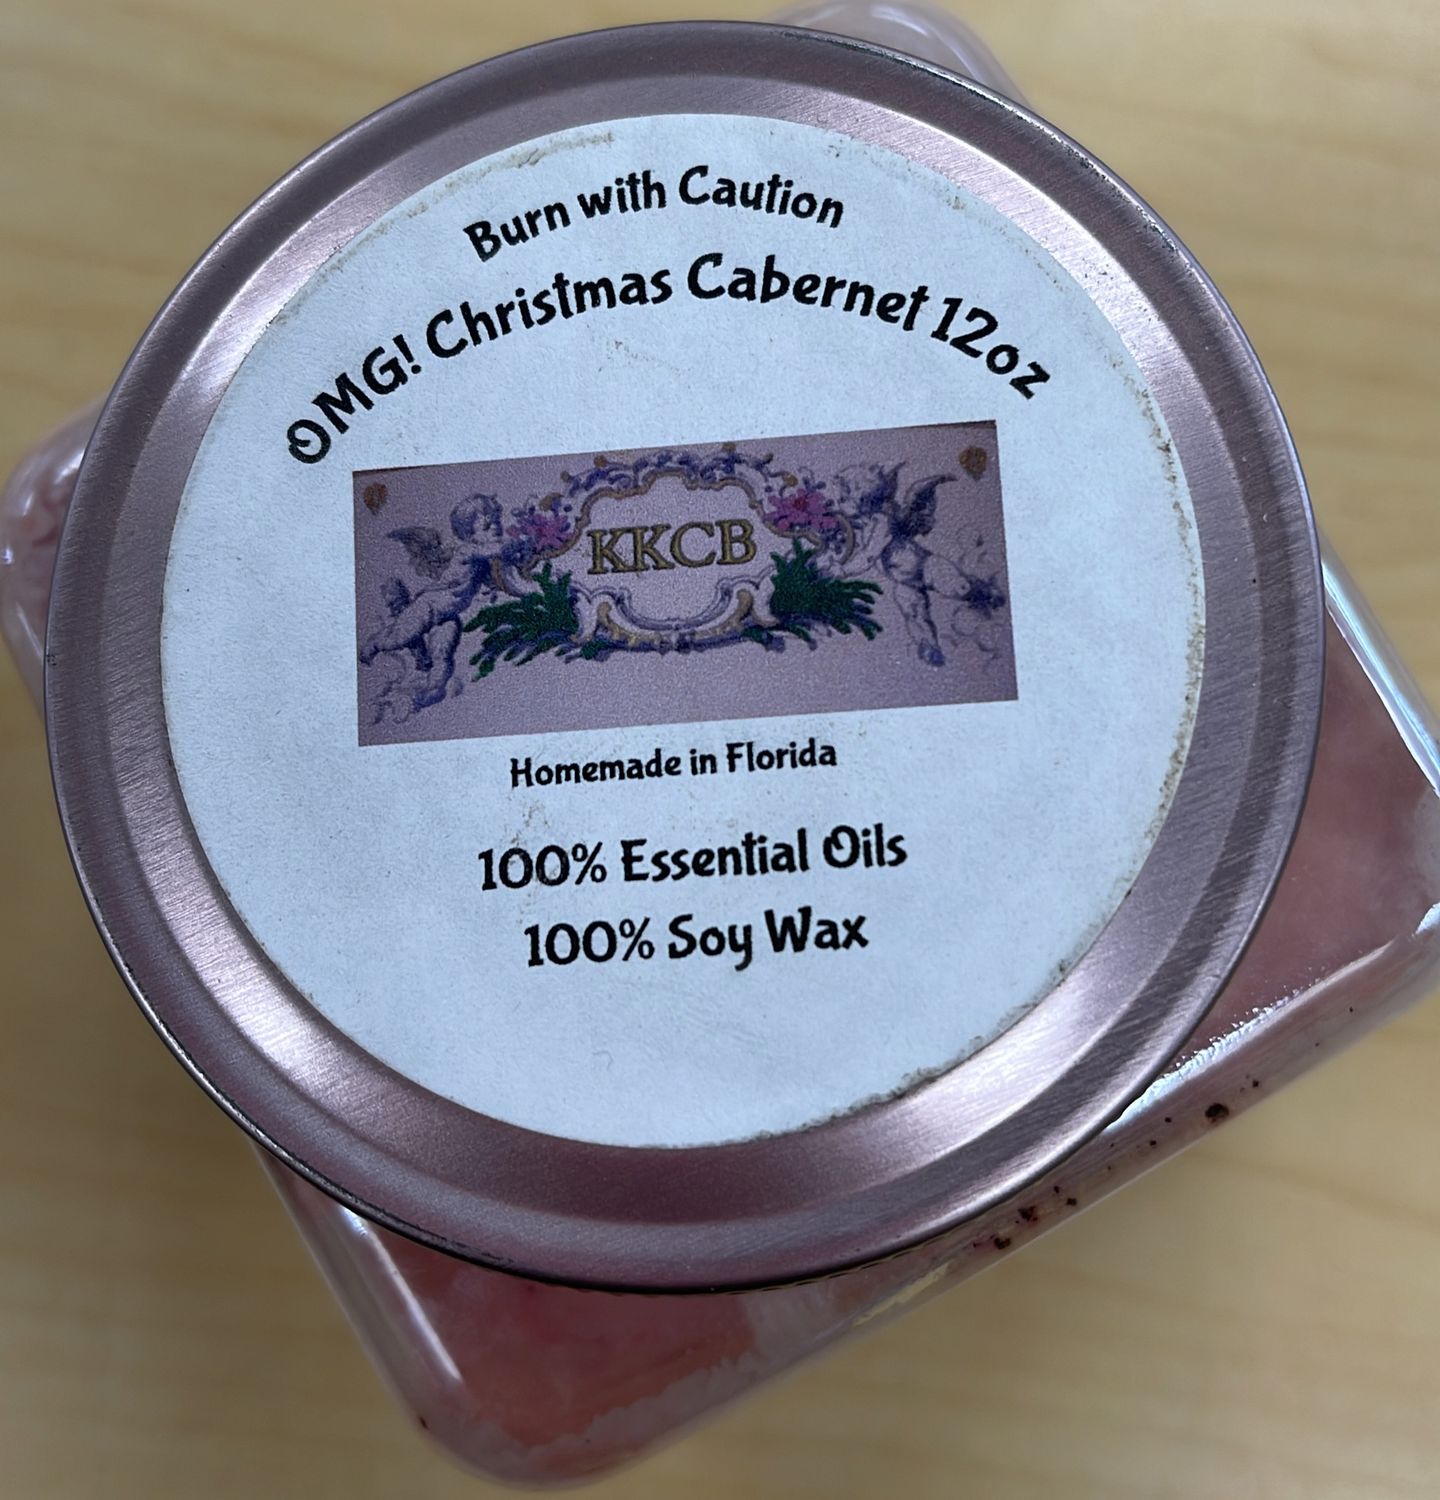 Burn with Caution
OMG! Christmas Cabernet 12oz
KKCB
Homemade in Florida
100% Essential Oils
100% Soy Wax